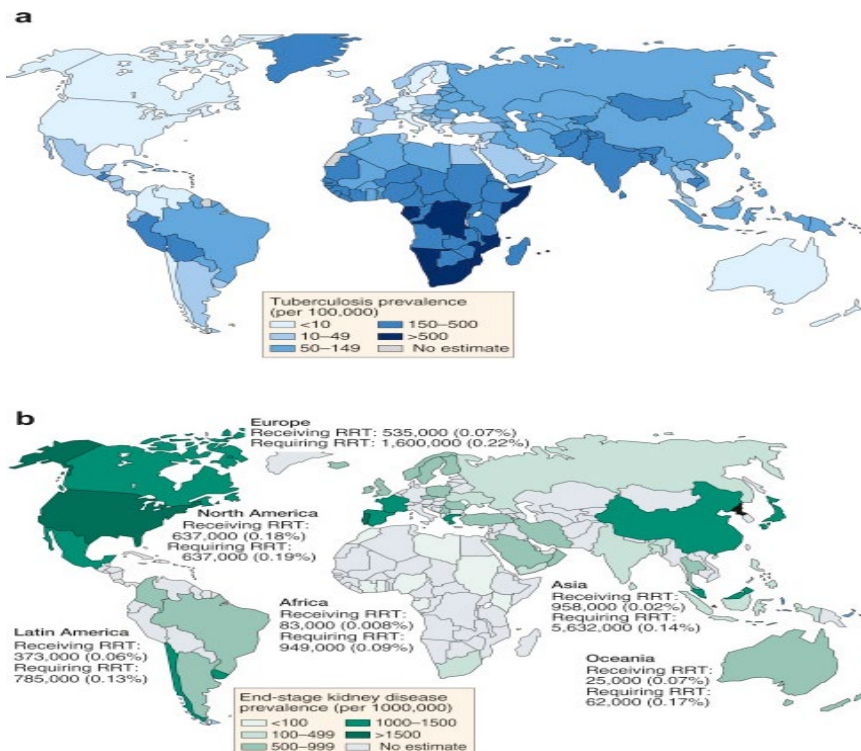 a
Tuberculosis prevalence
(per 100,000)
<10
150–500
10–49
>500
50–149
No estimate
b
Europe
Receiving RRT: 535,000 (0.07%)
Requiring RRT: 1,600,000 (0.22%)
North America
Receiving RRT:
637,000 (0.18%)
Requiring RRT:
637,000 (0.19%)
Africa
Receiving RRT:
83,000 (0.008%)
Requiring RRT:
949,000 (0.09%)
Asia
Receiving RRT:
958,000 (0.02%)
Requiring RRT:
5,632,000 (0.14%)
Latin America
Receiving RRT:
373,000 (0.06%)
Requiring RRT:
785,000 (0.13%)
Oceania
Receiving RRT:
25,000 (0.07%)
Requiring RRT:
62,000 (0.17%)
End-stage kidney disease
prevalence (per 1000,000)
<100
1000–1500
100–499
>1500
500–999
No estimate